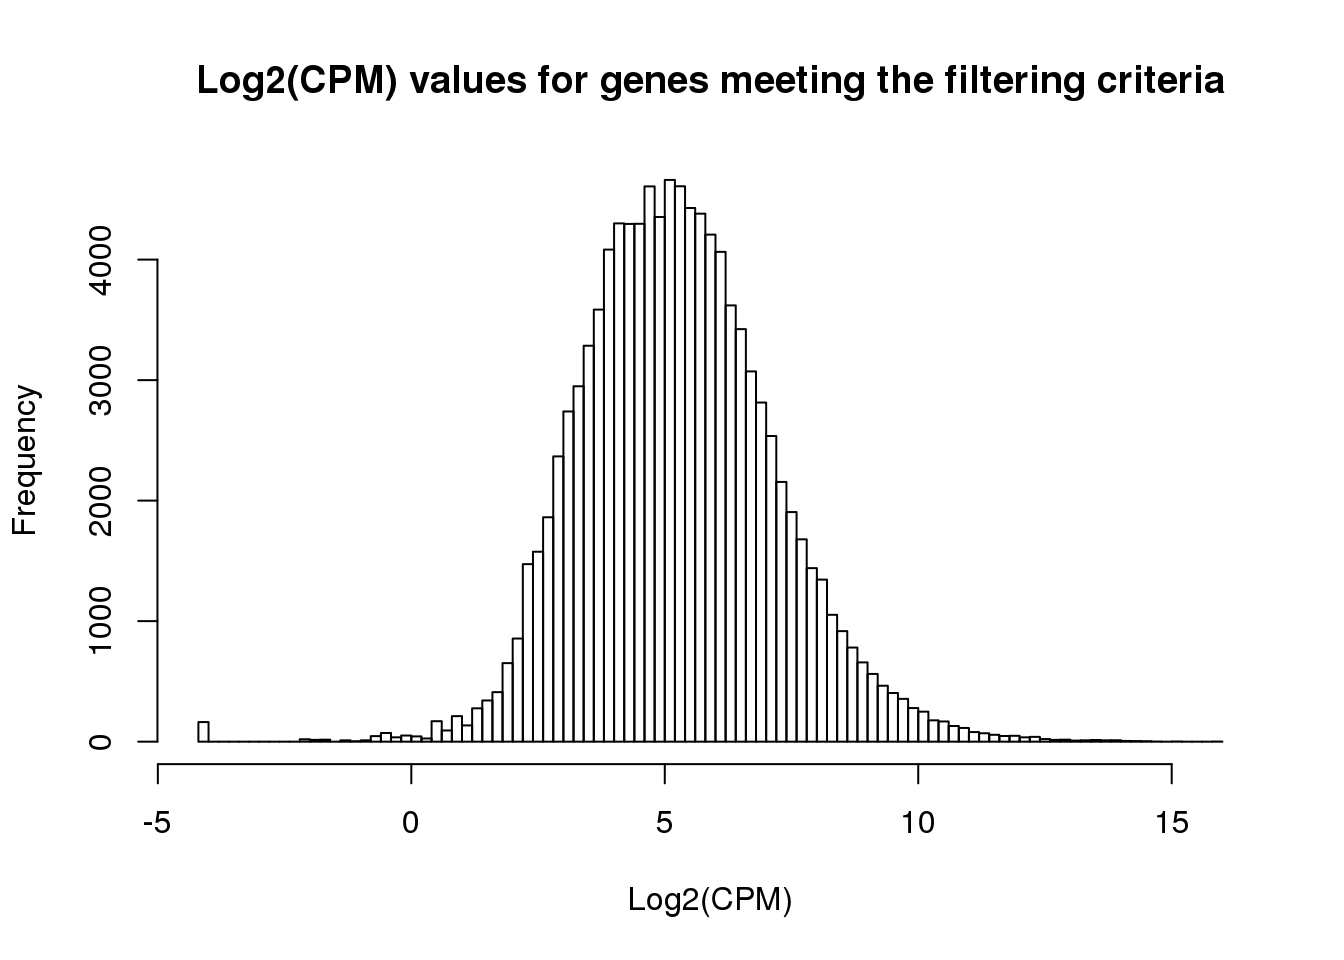 Log2(CPM) values for genes meeting the filtering criteria
Frequency
4000
3000
2000
1000
0
-5 0 5 10 15
Log2(CPM)